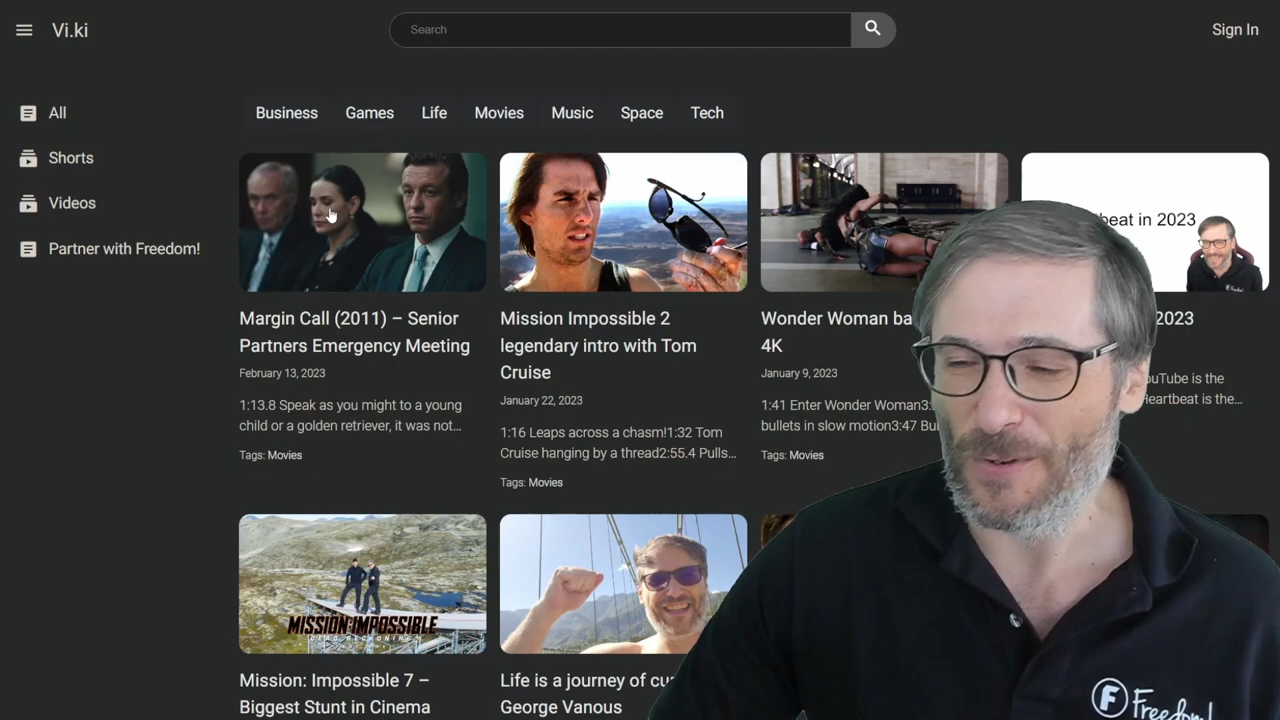 Vi.ki
Search
Sign In
All
Shorts
Videos
Partner with Freedom!
Business Games Life Movies Music Space Tech
Margin Call (2011) – Senior
Partners Emergency Meeting
February 13, 2023
1:13.8 Speak as you might to a young
child or a golden retriever, it was not...
Tags: Movies
Mission Impossible 2
legendary intro with Tom
Cruise
January 22, 2023
1:16 Leaps across a chasm!1:32 Tom
Cruise hanging by a thread2:55.4 Pulls...
Tags: Movies
Wonder Woman
4K
January 9, 2023
1:41 Enter Wonder Woman3:
bullets in slow motion3:47
Tags: Movies
in 2023
2023
YouTube is the
Heartbeat is the...
MISSION:IMPOSSIBLE
DEAD RECKONING
Mission: Impossible 7 –
Biggest Stunt in Cinema
Life is a journey of
George Vanous
F Freedom!